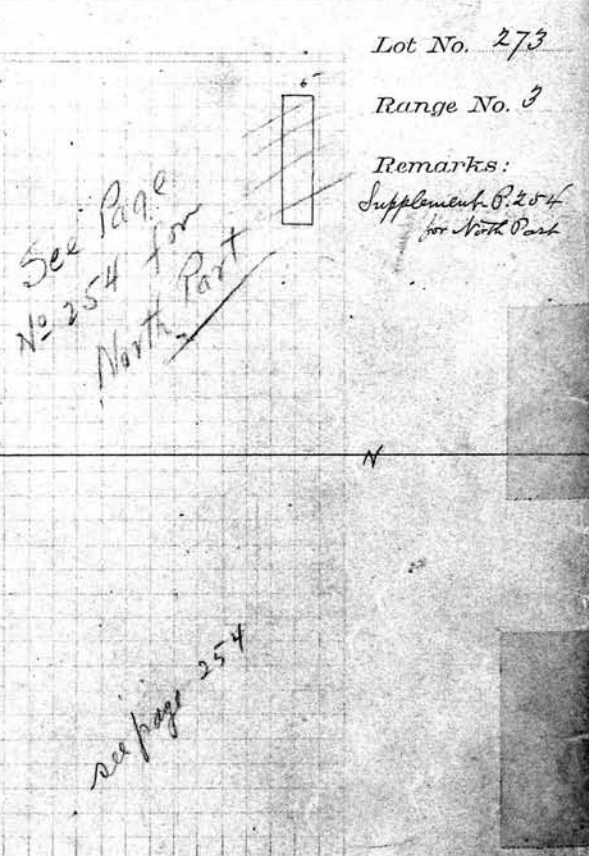 Lot No. 273
Range No. 3
Remarks:
Supplement P. 254
for North Part
See Page
No 254 for
North Part
N
see page 254